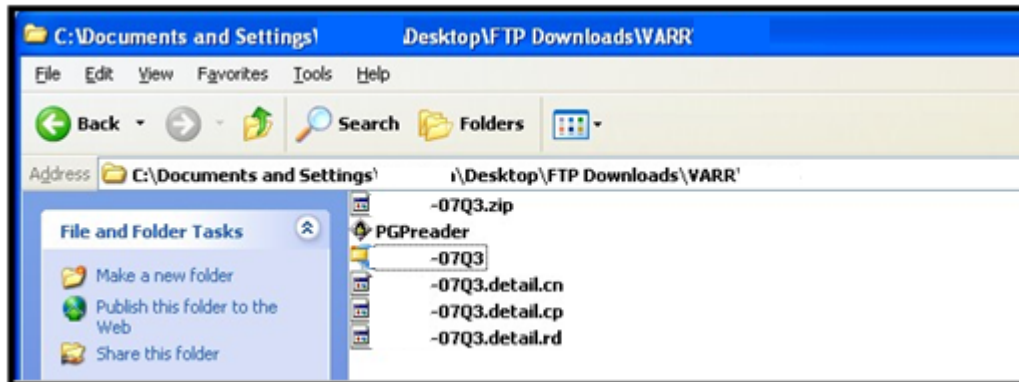 C:\Documents and Settings\ Desktop\FTP Downloads\VARR
File Edit View Favorites Tools Help
Back Search Folders
Address C:\Documents and Settings\ \Desktop\FTP Downloads\VARR
-07Q3.zip
PGPreader
-07Q3
-07Q3.detail.cn
-07Q3.detail.cp
-07Q3.detail.rd
File and Folder Tasks
Make a new folder
Publish this folder to the
Web
Share this folder